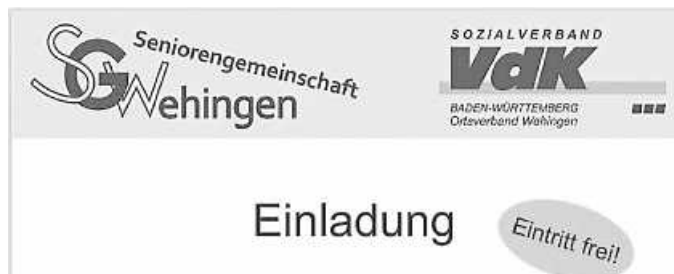 Seniorengemeinschaft
SG Wehingen
SOZIALVERBAND
VdK
BADEN-WÜRTTEMBERG
Ortsverband Wehingen
Einladung
Eintritt frei!